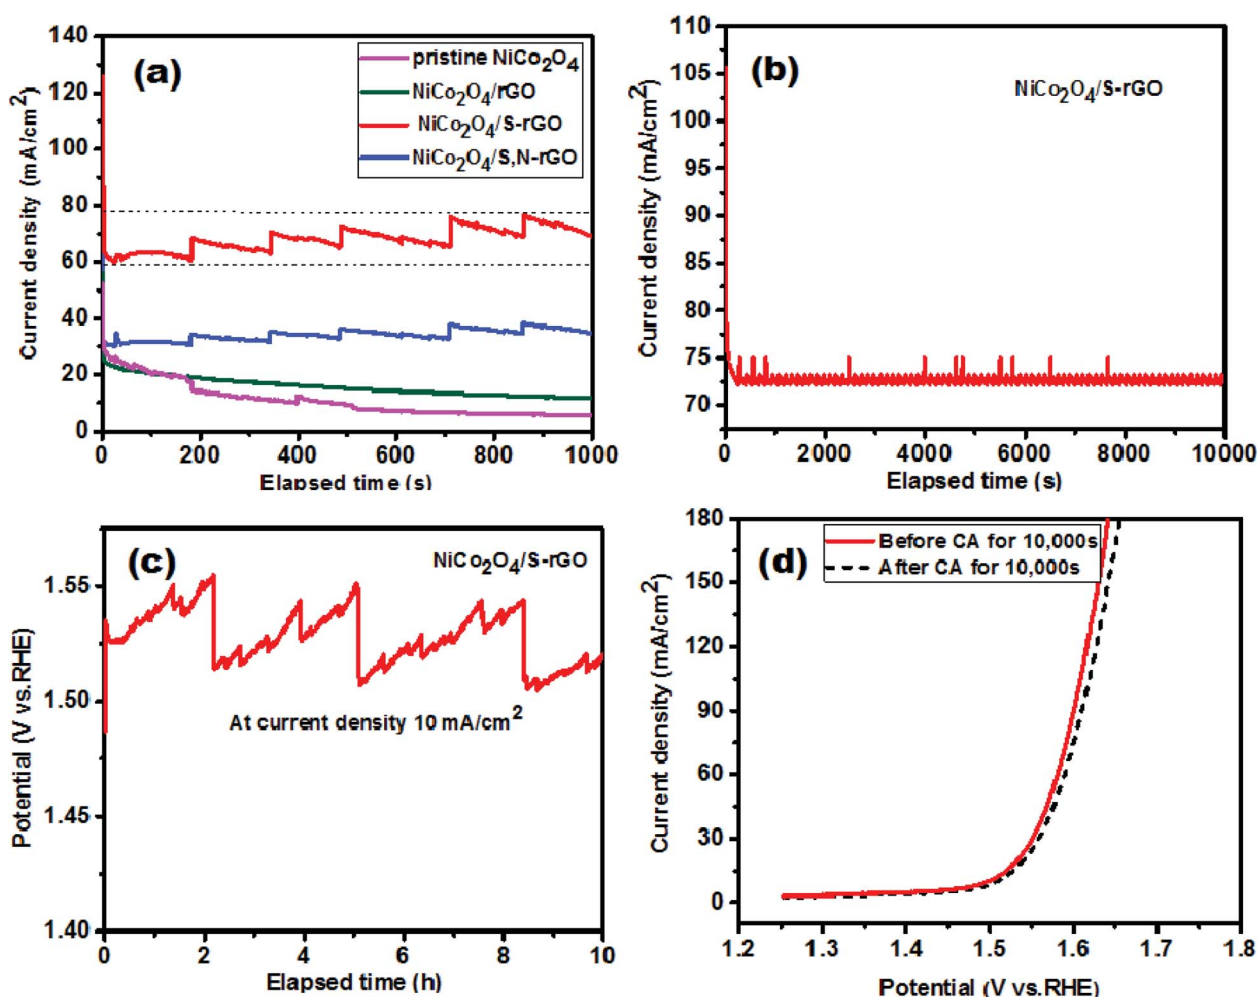 (a)
pristine NiCo₂O₄
NiCo₂O₄/rGO
NiCo₂O₄/S-rGO
NiCo₂O₄/S,N-rGO
Current density (mA/cm²)
140
120
100
80
60
40
20
0
0 200 400 600 800 1000
Elapsed time (s)
(b)
NiCo₂O₄/S-rGO
Current density (mA/cm²)
110
105
100
95
90
85
80
75
70
0 2000 4000 6000 8000 10000
Elapsed time (s)
(c)
NiCo₂O₄/S-rGO
At current density 10 mA/cm²
Potential (V vs.RHE)
1.55
1.50
1.45
1.40
0 2 4 6 8 10
Elapsed time (h)
(d)
Before CA for 10,000s
After CA for 10,000s
Current density (mA/cm²)
180
150
120
90
60
30
0
1.2 1.3 1.4 1.5 1.6 1.7 1.8
Potential (V vs.RHE)